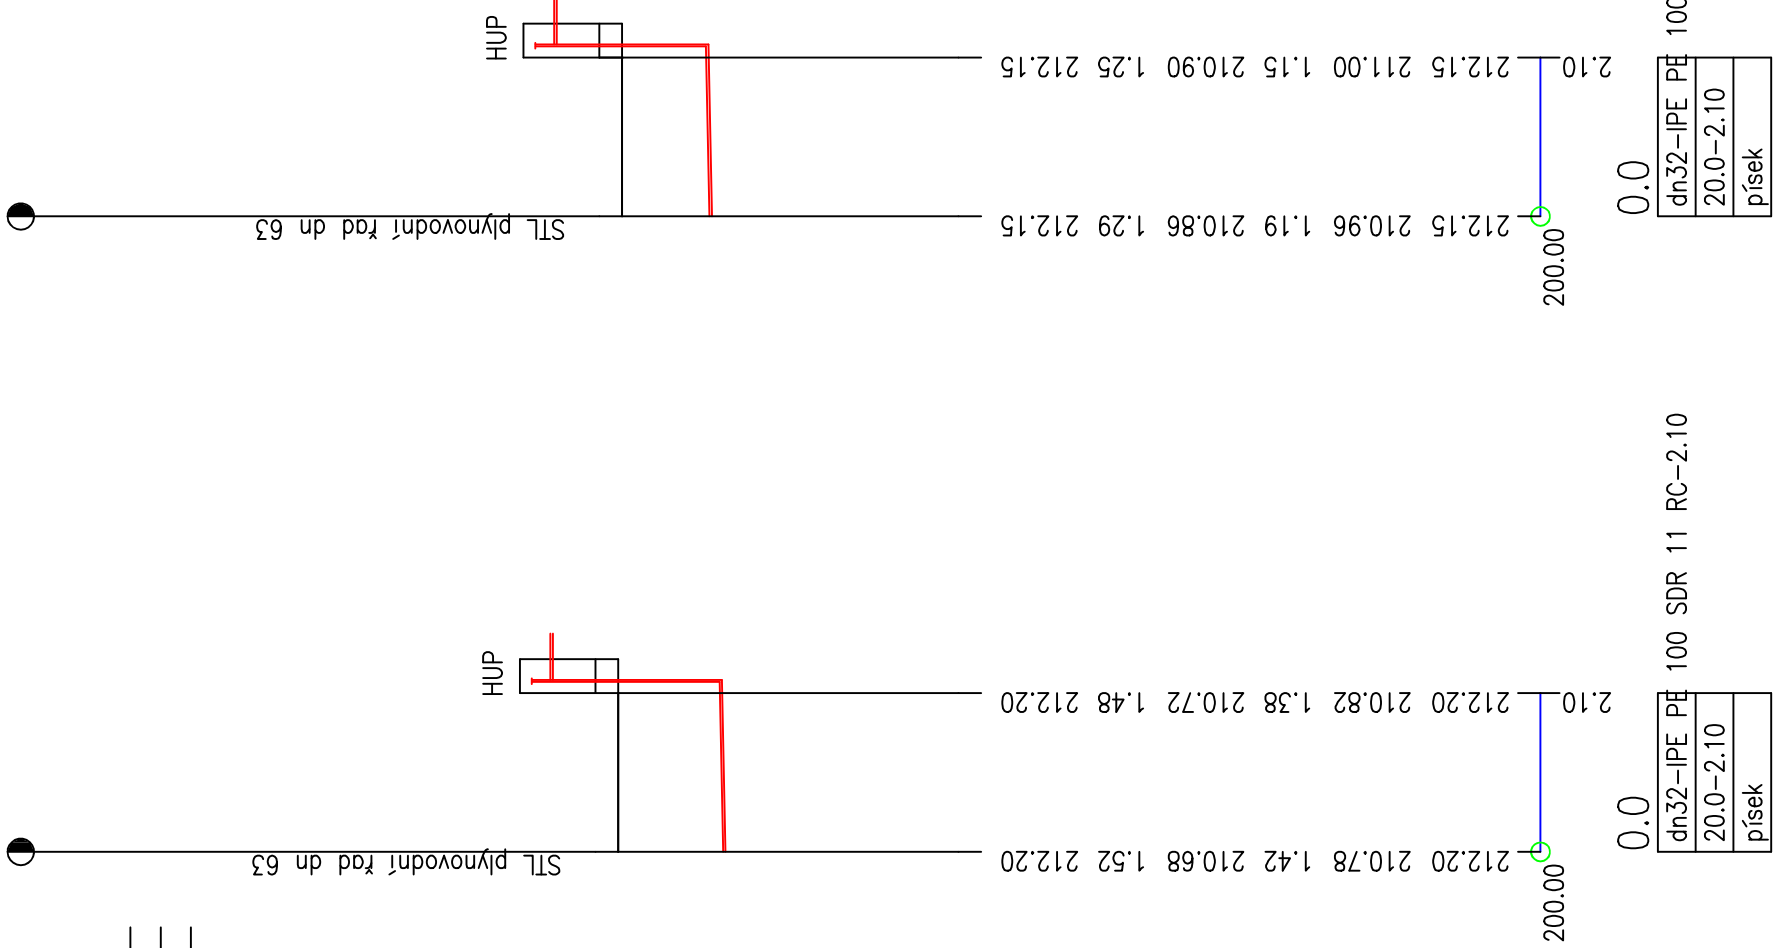 HUP
2.10
212.15 211.00 1.15 210.90 1.25 212.15
STL plynovodní řad dn 63
212.15 210.96 1.19 210.86 1.29 212.15
200.00
0.0
dn32-IPE PE 100
20.0-2.10
písek
HUP
2.10
212.20 210.82 1.38 210.72 1.48 212.20
STL plynovodní řad dn 63
212.20 210.78 1.42 210.68 1.52 212.20
200.00
0.0
dn32-IPE PE 100 SDR 11 RC-2.10
20.0-2.10
písek